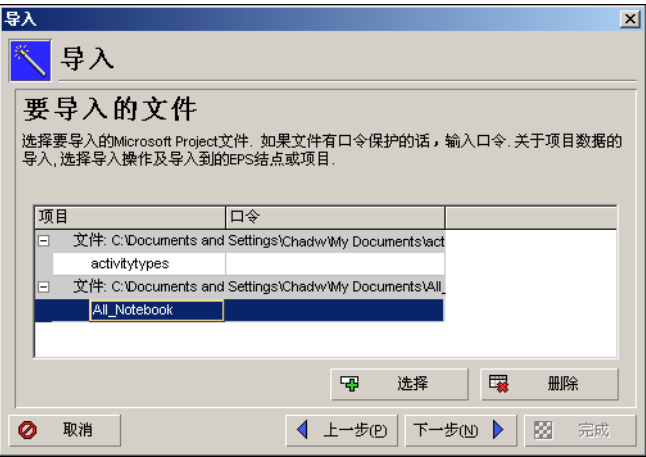 导入
导入
要导入的文件
选择要导入的Microsoft Project文件. 如果文件有口令保护的话，输入口令. 关于项目数据的
导入, 选择导入操作及导入到的EPS结点或项目.
项目 口令
文件: C:\Documents and Settings\Chadw\My Documents\act
activitytypes
文件: C:\Documents and Settings\Chadw\My Documents\All_
All_Notebook
选择 删除
取消 上一步(P) 下一步(N) 完成